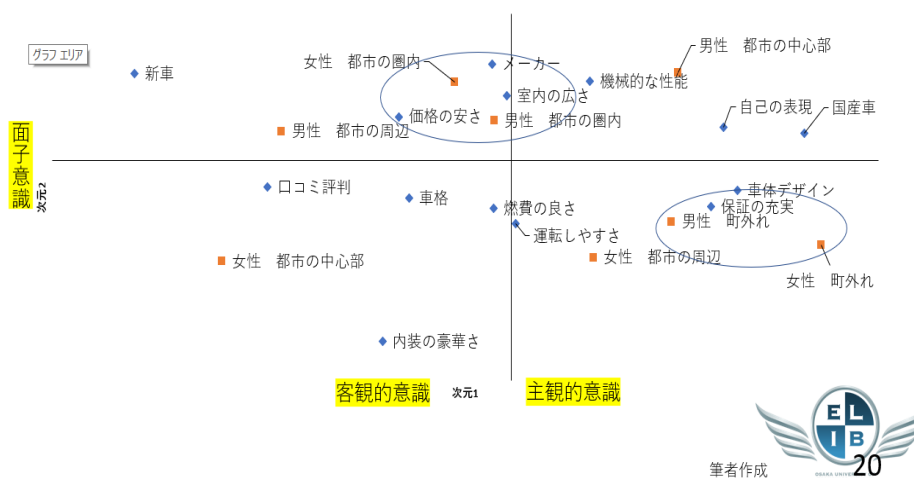 グラフ エリア
新車
女性　都市の圏内
メーカー
男性　都市の中心部
機械的な性能
室内の広さ
価格の安さ
男性　都市の圏内
自己の表現
国産車
男性　都市の周辺
面子意識
次元2
口コミ評判
車格
燃費の良さ
運転しやすさ
車体デザイン
保証の充実
男性　町外れ
女性　都市の中心部
女性　都市の周辺
女性　町外れ
内装の豪華さ
客観的意識
次元1
主観的意識
ELIB
筆者作成
20